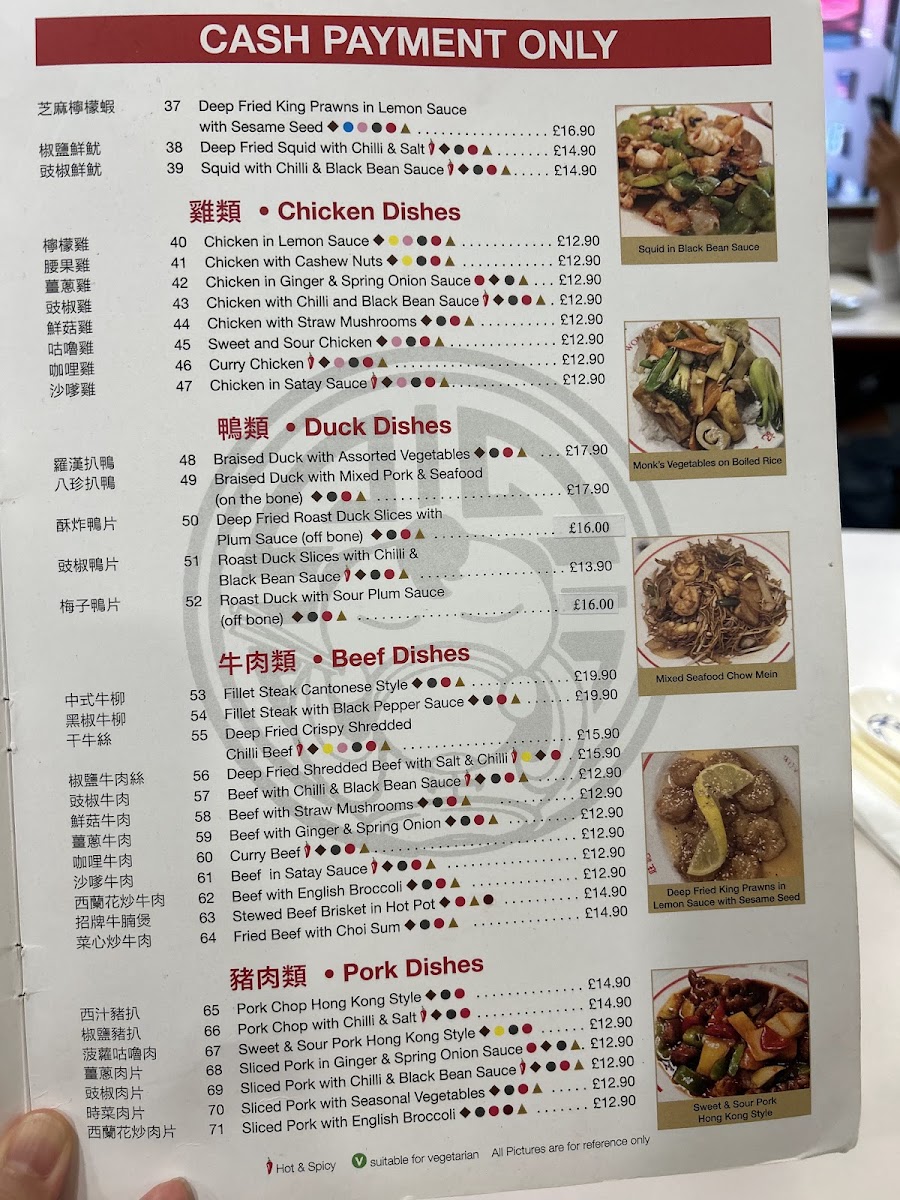 CASH PAYMENT ONLY
芝麻檸檬蝦 37 Deep Fried King Prawns in Lemon Sauce
with Sesame Seed £16.90
椒鹽鮮魷 38 Deep Fried Squid with Chilli & Salt £14.90
豉椒鮮魷 39 Squid with Chilli & Black Bean Sauce £14.90
Squid in Black Bean Sauce
雞類 • Chicken Dishes
檸檬雞 40 Chicken in Lemon Sauce £12.90
腰果雞 41 Chicken with Cashew Nuts £12.90
薑蔥雞 42 Chicken in Ginger & Spring Onion Sauce £12.90
豉椒雞 43 Chicken with Chilli and Black Bean Sauce £12.90
鮮菇雞 44 Chicken with Straw Mushrooms £12.90
咕嚕雞 45 Sweet and Sour Chicken £12.90
咖哩雞 46 Curry Chicken £12.90
沙嗲雞 47 Chicken in Satay Sauce £12.90
Monk's Vegetables on Boiled Rice
鴨類 • Duck Dishes
羅漢扒鴨 48 Braised Duck with Assorted Vegetables £17.90
八珍扒鴨 49 Braised Duck with Mixed Pork & Seafood
(on the bone) £17.90
酥炸鴨片 50 Deep Fried Roast Duck Slices with
Plum Sauce (off bone) £16.00
豉椒鴨片 51 Roast Duck Slices with Chilli &
Black Bean Sauce £13.90
梅子鴨片 52 Roast Duck with Sour Plum Sauce
(off bone) £16.00
Mixed Seafood Chow Mein
牛肉類 • Beef Dishes
中式牛柳 53 Fillet Steak Cantonese Style £19.90
黑椒牛柳 54 Fillet Steak with Black Pepper Sauce £19.90
干牛絲 55 Deep Fried Crispy Shredded
Chilli Beef £15.90
椒鹽牛肉絲 56 Deep Fried Shredded Beef with Salt & Chilli £15.90
豉椒牛肉 57 Beef with Chilli & Black Bean Sauce £12.90
鮮菇牛肉 58 Beef with Straw Mushrooms £12.90
薑蔥牛肉 59 Beef with Ginger & Spring Onion £12.90
咖哩牛肉 60 Curry Beef £12.90
沙嗲牛肉 61 Beef in Satay Sauce £12.90
西蘭花炒牛肉 62 Beef with English Broccoli £12.90
招牌牛腩煲 63 Stewed Beef Brisket in Hot Pot £14.90
菜心炒牛肉 64 Fried Beef with Choi Sum £14.90
Deep Fried King Prawns in
Lemon Sauce with Sesame Seed
豬肉類 • Pork Dishes
西汁豬扒 65 Pork Chop Hong Kong Style £14.90
椒鹽豬扒 66 Pork Chop with Chilli & Salt £14.90
菠蘿咕嚕肉 67 Sweet & Sour Pork Hong Kong Style £12.90
薑蔥肉片 68 Sliced Pork in Ginger & Spring Onion Sauce £12.90
豉椒肉片 69 Sliced Pork with Chilli & Black Bean Sauce £12.90
時菜肉片 70 Sliced Pork with Seasonal Vegetables £12.90
西蘭花炒肉片 71 Sliced Pork with English Broccoli £12.90
Sweet & Sour Pork
Hong Kong Style
Hot & Spicy V suitable for vegetarian All Pictures are for reference only